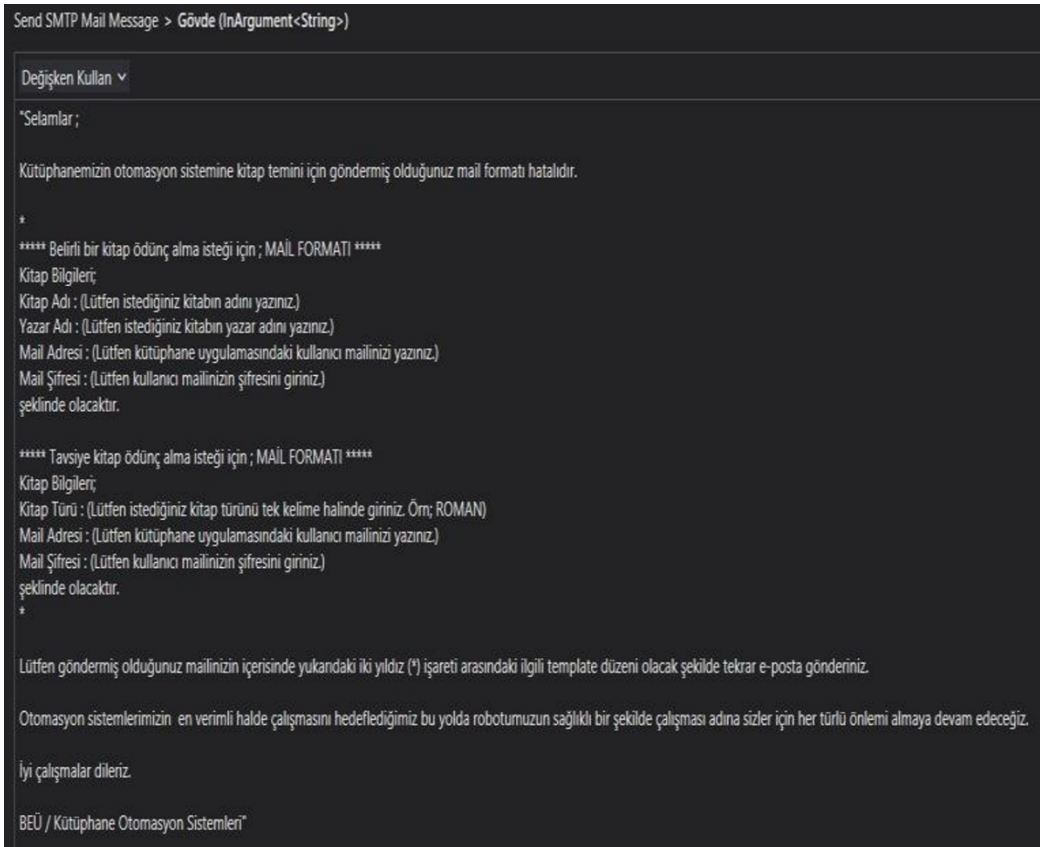 Send SMTP Mail Message > Gövde (InArgument<String>)
Değişken Kullan
"Selamlar ;
Kütüphanemizin otomasyon sistemine kitap temini için göndermiş olduğunuz mail formatı hatalıdır.
*
***** Belirli bir kitap ödünç alma isteği için ; MAİL FORMATI *****
Kitap Bilgileri;
Kitap Adı : (Lütfen istediğiniz kitabın adını yazınız.)
Yazar Adı : (Lütfen istediğiniz kitabın yazar adını yazınız.)
Mail Adresi : (Lütfen kütüphane uygulamasındaki kullanıcı mailinizi yazınız.)
Mail Şifresi : (Lütfen kullanıcı mailinizin şifresini giriniz.)
şeklinde olacaktır.
***** Tavsiye kitap ödünç alma isteği için ; MAİL FORMATI *****
Kitap Bilgileri;
Kitap Türü : (Lütfen istediğiniz kitap türünü tek kelime halinde giriniz. Örn; ROMAN)
Mail Adresi : (Lütfen kütüphane uygulamasındaki kullanıcı mailinizi yazınız.)
Mail Şifresi : (Lütfen kullanıcı mailinizin şifresini giriniz.)
şeklinde olacaktır.
*
Lütfen göndermiş olduğunuz mailinizin içerisinde yukarıdaki iki yıldız (*) işareti arasındaki ilgili template düzeni olacak şekilde tekrar e-posta gönderiniz.
Otomasyon sistemlerimizin  en verimli halde çalışmasını hedeflediğimiz bu yolda robotumuzun sağlıklı bir şekilde çalışması adına sizler için her türlü önlemi almaya devam edeceğiz.
İyi çalışmalar dileriz.
BEÜ / Kütüphane Otomasyon Sistemleri"